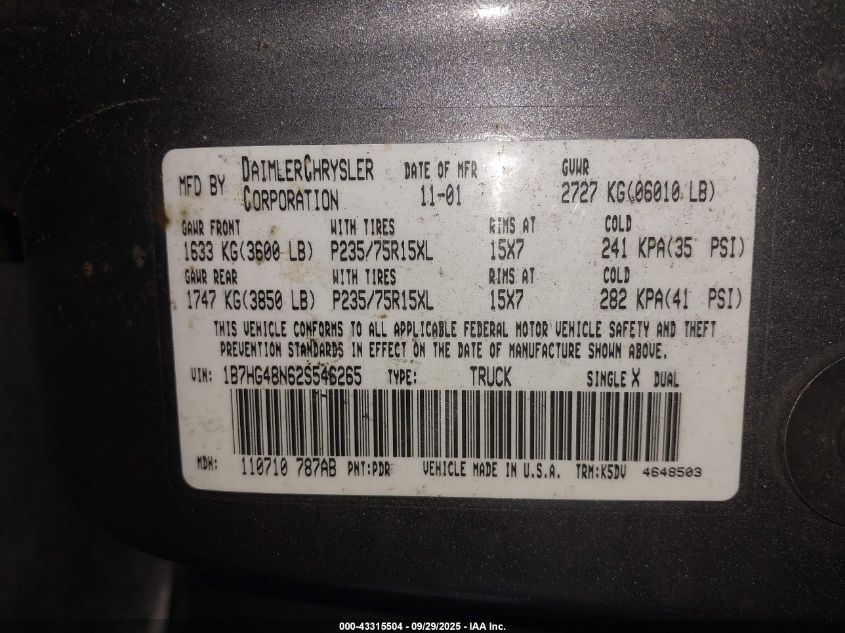 MFD BY DAIMLERCHRYSLER CORPORATION DATE OF MFR 11-01 GVWR 2727 KG(06010 LB)
GAWR FRONT WITH TIRES RIMS AT COLD
1633 KG(3600 LB) P235/75R15XL 15X7 241 KPA(35 PSI)
GAWR REAR WITH TIRES RIMS AT COLD
1747 KG(3850 LB) P235/75R15XL 15X7 282 KPA(41 PSI)
THIS VEHICLE CONFORMS TO ALL APPLICABLE FEDERAL MOTOR VEHICLE SAFETY AND THEFT
PREVENTION STANDARDS IN EFFECT ON THE DATE OF MANUFACTURE SHOWN ABOVE.
VIN: 1B7HG48N62S546265 TYPE: TRUCK SINGLE X DUAL
MDH: 110710 787AB PNT:PDR VEHICLE MADE IN U.S.A. TRM:K5DV 4648503
000-43315504 - 09/29/2025 - IAA Inc.